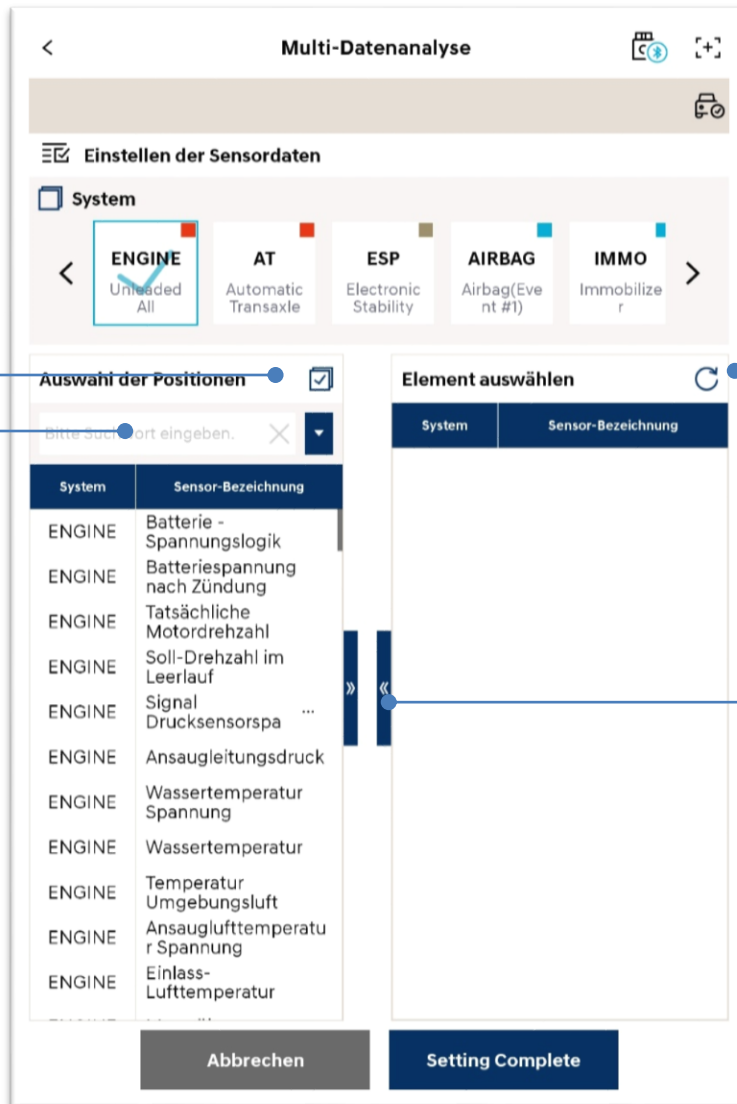 Multi-Datenanalyse
Einstellen der Sensordaten
System
ENGINE
Unleaded
All
AT
Automatic
Transaxle
ESP
Electronic
Stability
AIRBAG
Airbag(Eve
nt #1)
IMMO
Immobilize
r
Auswahl der Positionen
Bitte Suchwort eingeben.
System Sensor-Bezeichnung
ENGINE Batterie -
Spannungslogik
ENGINE Batteriespannung
nach Zündung
ENGINE Tatsächliche
Motordrehzahl
ENGINE Soll-Drehzahl im
Leerlauf
ENGINE Signal
Drucksensorspa ...
ENGINE Ansaugleitungsdruck
ENGINE Wassertemperatur
Spannung
ENGINE Wassertemperatur
ENGINE Temperatur
Umgebungsluft
ENGINE Ansauglufttemperatu
r Spannung
ENGINE Einlass-
Lufttemperatur
Element auswählen
System Sensor-Bezeichnung
Abbrechen
Setting Complete